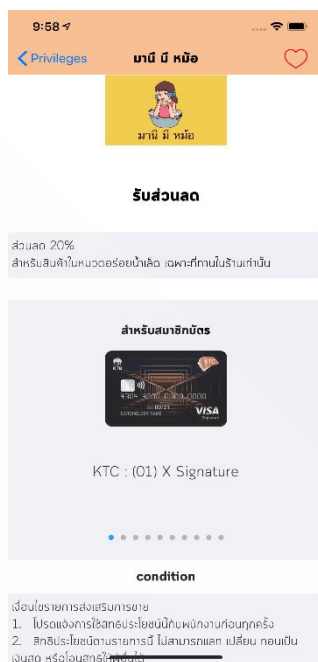 9:58
Privileges
มานี มี หม้อ
มานี มี หม้อ
รับส่วนลด
ส่วนลด 20%
สำหรับสินค้าในหมวดอร่อยน้ำเลิด เฉพาะที่ทานในร้านเท่านั้น
สำหรับสมาชิกบัตร
KTC
VISA
Signature
KTC : (01) X Signature
condition
เงื่อนไขรายการส่งเสริมการขาย
1. โปรดแจ้งการใช้สิทธิประโยชน์นี้กับพนักงานก่อนทุกครั้ง
2. สิทธิประโยชน์ตามรายการนี้ ไม่สามารถแลก เปลี่ยน ทอนเป็น
เงินสด หรือโอนสิทธิให้ผู้อื่นได้